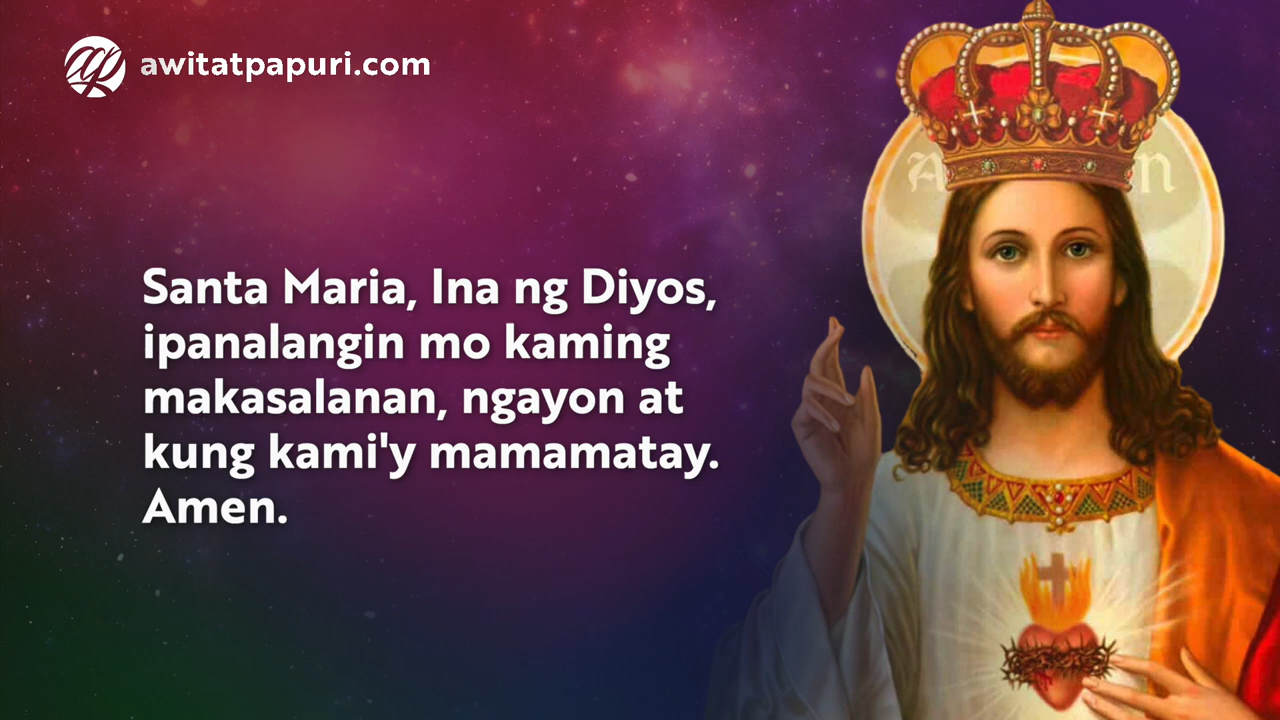 awitatpapuri.com
Santa Maria, Ina ng Diyos,
ipanalangin mo kaming
makasalanan, ngayon at
kung kami'y mamamatay.
Amen.